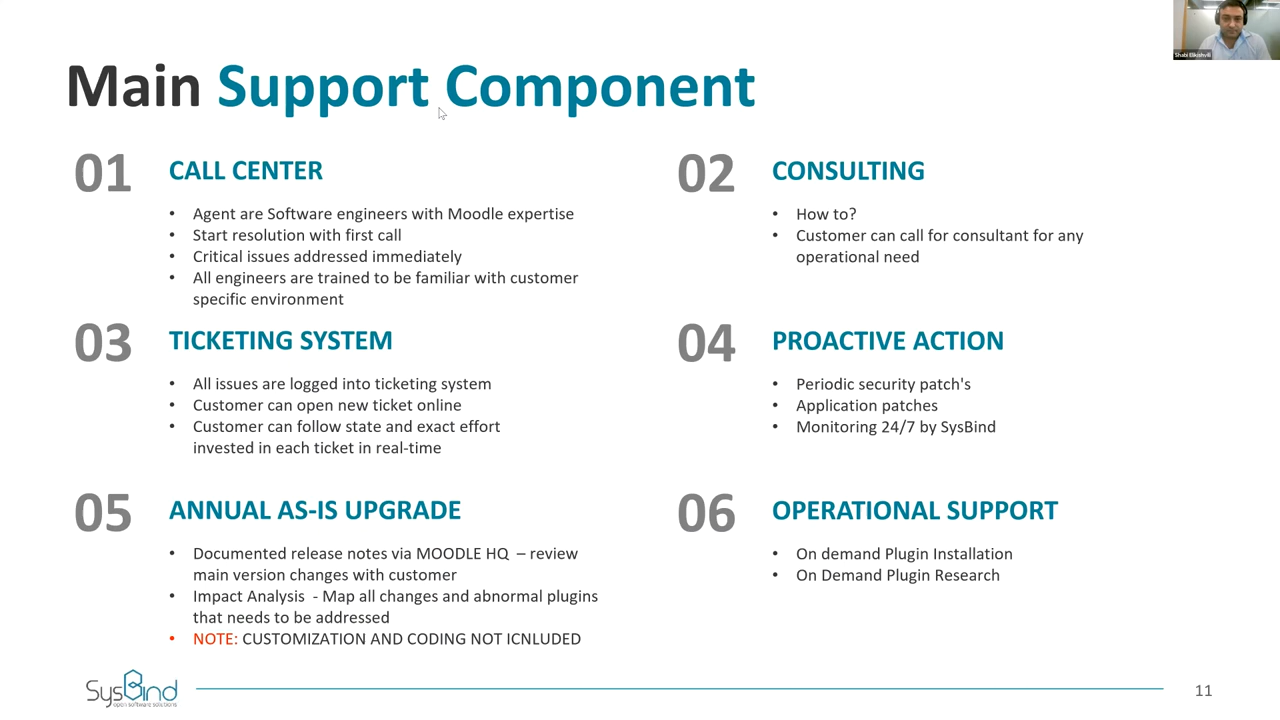 Main Support Component
01 CALL CENTER
• Agent are Software engineers with Moodle expertise
• Start resolution with first call
• Critical issues addressed immediately
• All engineers are trained to be familiar with customer
specific environment
02 CONSULTING
• How to?
• Customer can call for consultant for any
operational need
03 TICKETING SYSTEM
• All issues are logged into ticketing system
• Customer can open new ticket online
• Customer can follow state and exact effort
invested in each ticket in real-time
04 PROACTIVE ACTION
• Periodic security patch's
• Application patches
• Monitoring 24/7 by SysBind
05 ANNUAL AS-IS UPGRADE
• Documented release notes via MOODLE HQ – review
main version changes with customer
• Impact Analysis - Map all changes and abnormal plugins
that needs to be addressed
• NOTE: CUSTOMIZATION AND CODING NOT ICNLUDED
06 OPERATIONAL SUPPORT
• On demand Plugin Installation
• On Demand Plugin Research
SysBind
open software solutions
11